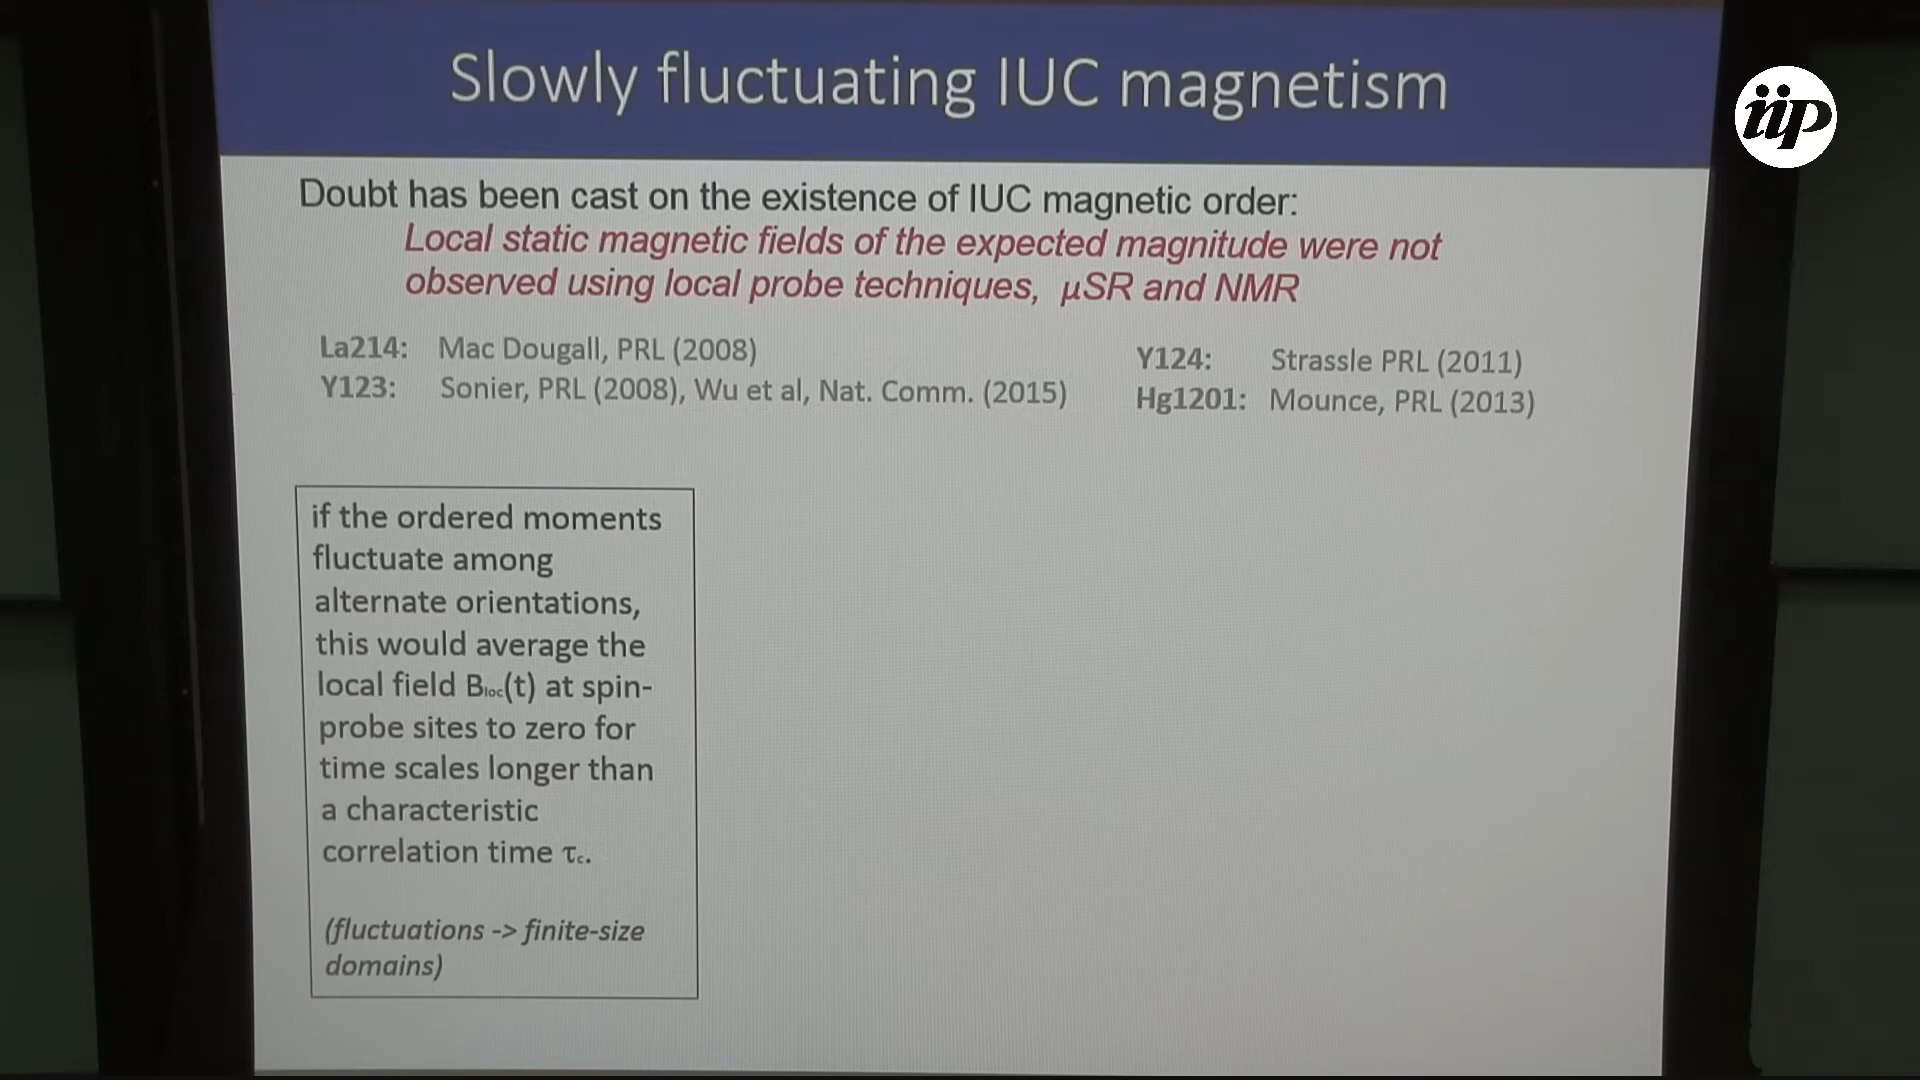 Slowly fluctuating IUC magnetism
iip
Doubt has been cast on the existence of IUC magnetic order:
Local static magnetic fields of the expected magnitude were not
observed using local probe techniques, µSR and NMR
La214: Mac Dougall, PRL (2008)
Y123: Sonier, PRL (2008), Wu et al, Nat. Comm. (2015)
Y124: Strassle PRL (2011)
Hg1201: Mounce, PRL (2013)
if the ordered moments
fluctuate among
alternate orientations,
this would average the
local field Bloc(t) at spin-
probe sites to zero for
time scales longer than
a characteristic
correlation time τc.
(fluctuations -> finite-size
domains)